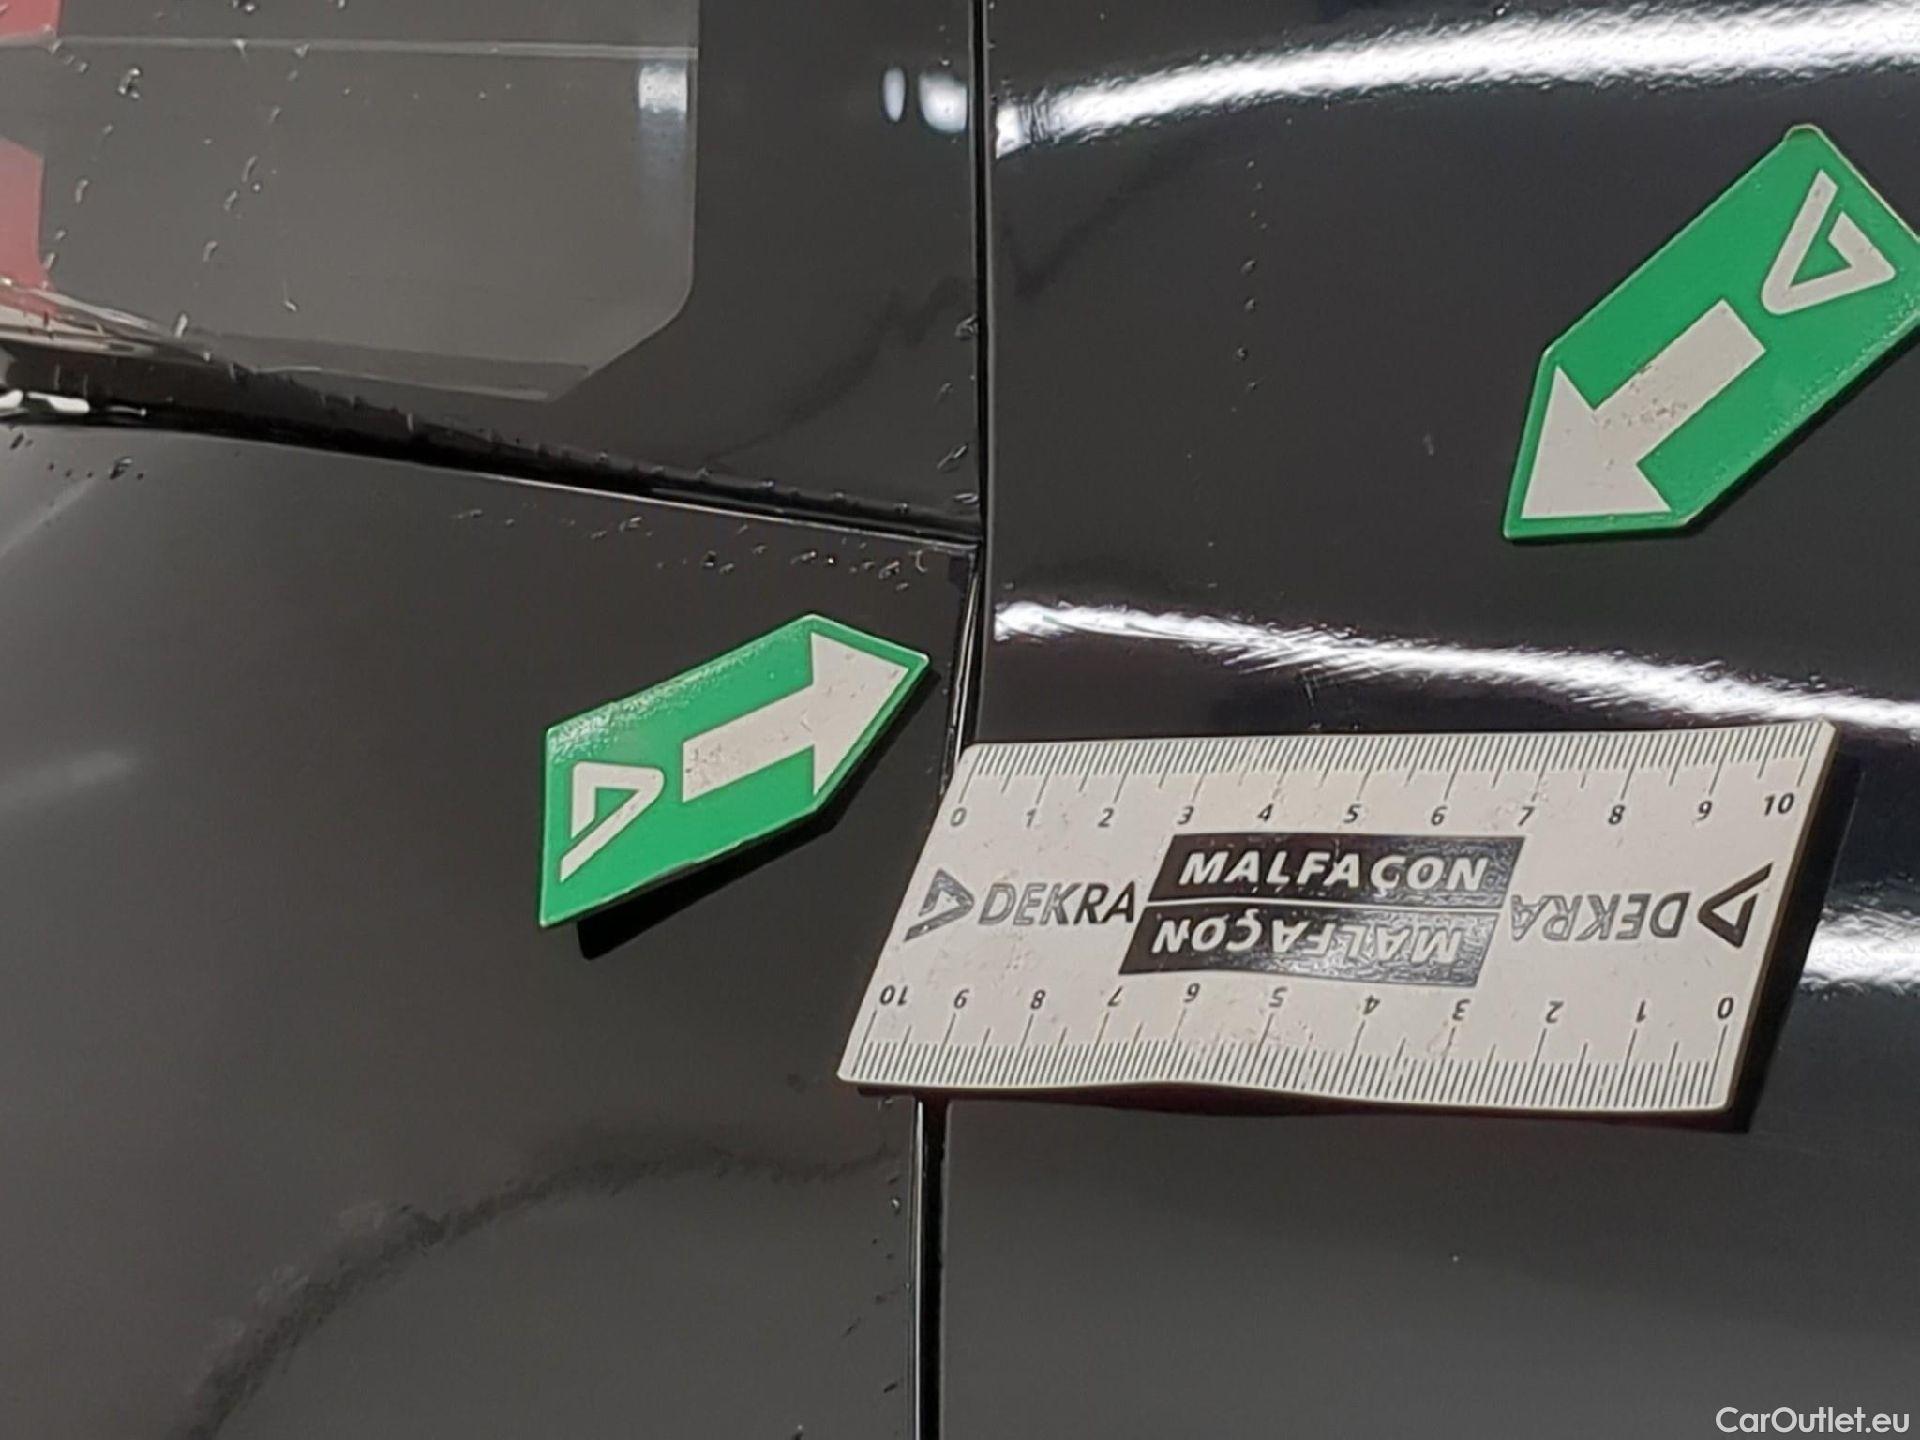 0 1 2 3 4 5 6 7 8 9 10
DEKRA MALFAÇON
MALFAÇON DEKRA
10 9 8 7 6 5 4 3 2 1 0
CarOutlet.eu